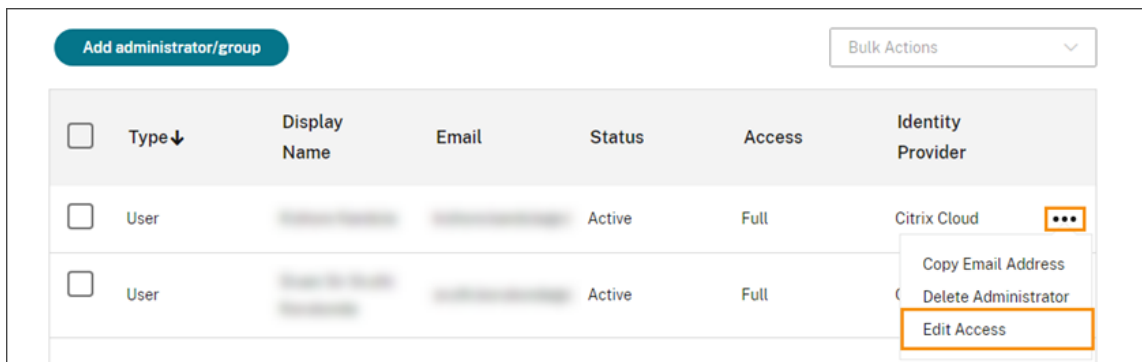 Add administrator/group
Bulk Actions
Type↓
Display
Name
Email
Status
Access
Identity
Provider
User
Active
Full
Citrix Cloud
•••
Copy Email Address
User
Active
Full
Delete Administrator
Edit Access